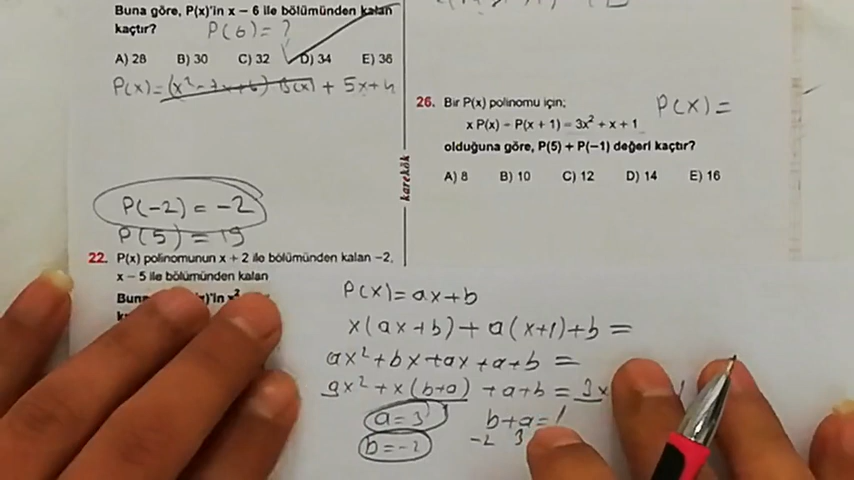 Buna göre, P(x)'in x – 6 ile bölümünden kalan
kaçtır?
P(6) = ?
A) 28 B) 30 C) 32 D) 34 E) 36
P(x) = (x² - 7x + 6) B(x) + 5x + 4
P(-2) = -2
P(5) = 19
22. P(x) polinomunun x + 2 ile bölümünden kalan –2,
x – 5 ile bölümünden kalan
karekök
26. Bir P(x) polinomu için;
x P(x) – P(x + 1) = 3x² + x + 1
olduğuna göre, P(5) + P(–1) değeri kaçtır?
A) 8 B) 10 C) 12 D) 14 E) 16
P(x) =
P(x) = ax+b
x(ax+b) + a(x+1) + b =
ax² + bx + ax + a + b =
ax² + x(b+a) + a+b = 3x
a = 3
b+a = 1
-2 3
b = -2